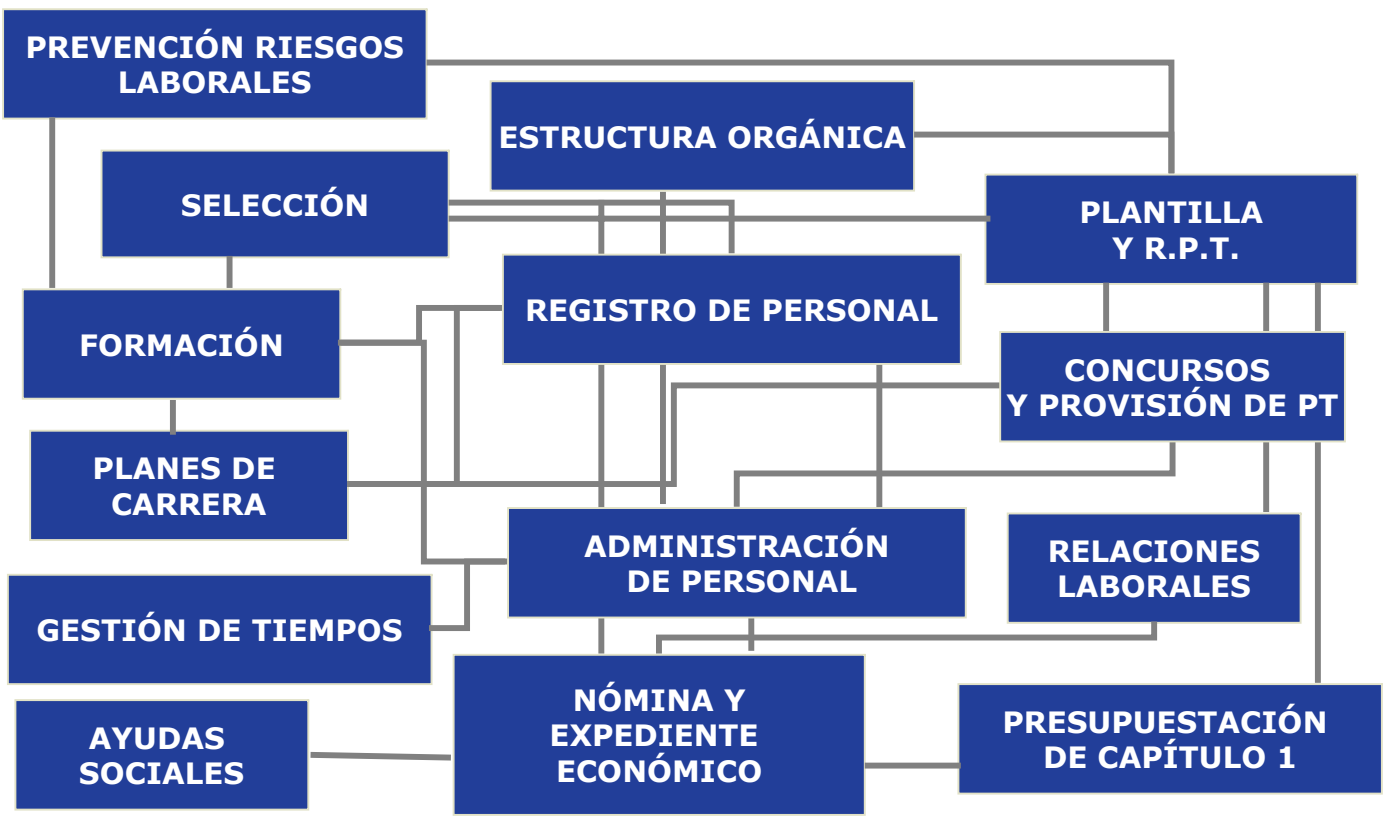 PREVENCIÓN RIESGOS
LABORALES
ESTRUCTURA ORGÁNICA
SELECCIÓN
PLANTILLA
Y R.P.T.
REGISTRO DE PERSONAL
FORMACIÓN
CONCURSOS
Y PROVISIÓN DE PT
PLANES DE
CARRERA
ADMINISTRACIÓN
DE PERSONAL
RELACIONES
LABORALES
GESTIÓN DE TIEMPOS
NÓMINA Y
EXPEDIENTE
ECONÓMICO
PRESUPUESTACIÓN
DE CAPÍTULO 1
AYUDAS
SOCIALES